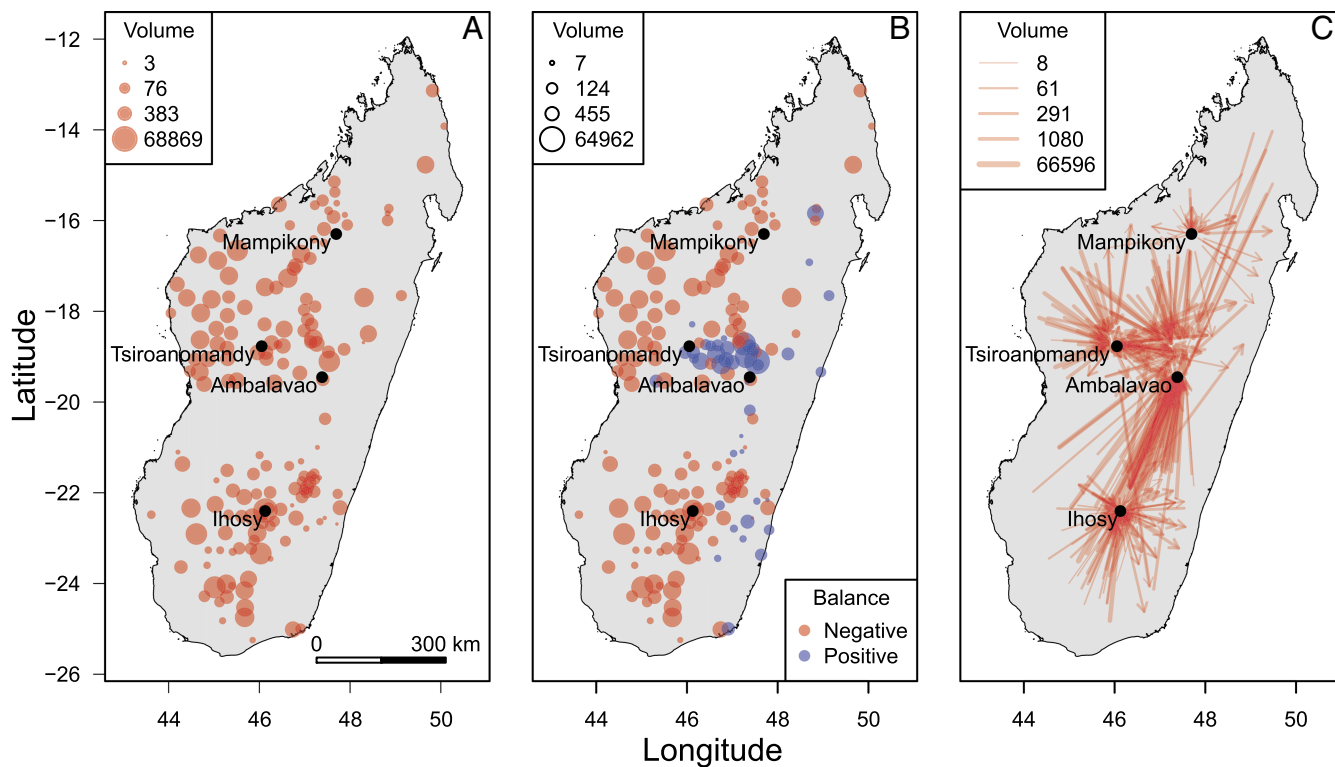 A
Volume
3
76
383
68869
Mampikony
Tsiroanomandy
Ambalavao
Ihosy
0 300 km
B
Volume
7
124
455
64962
Mampikony
Tsiroanomandy
Ambalavao
Ihosy
Balance
Negative
Positive
C
Volume
8
61
291
1080
66596
Mampikony
Tsiroanomandy
Ambalavao
Ihosy
Latitude
−12
−14
−16
−18
−20
−22
−24
−26
44 46 48 50
44 46 48 50
44 46 48 50
Longitude